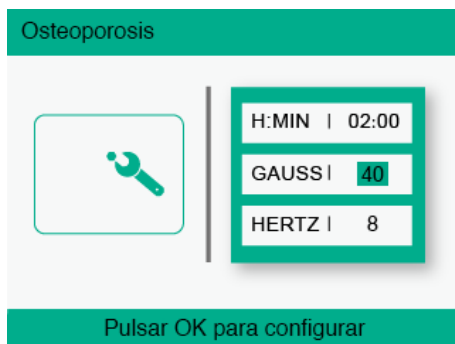 Osteoporosis
H:MIN | 02:00
GAUSS | 40
HERTZ | 8
Pulsar OK para configurar